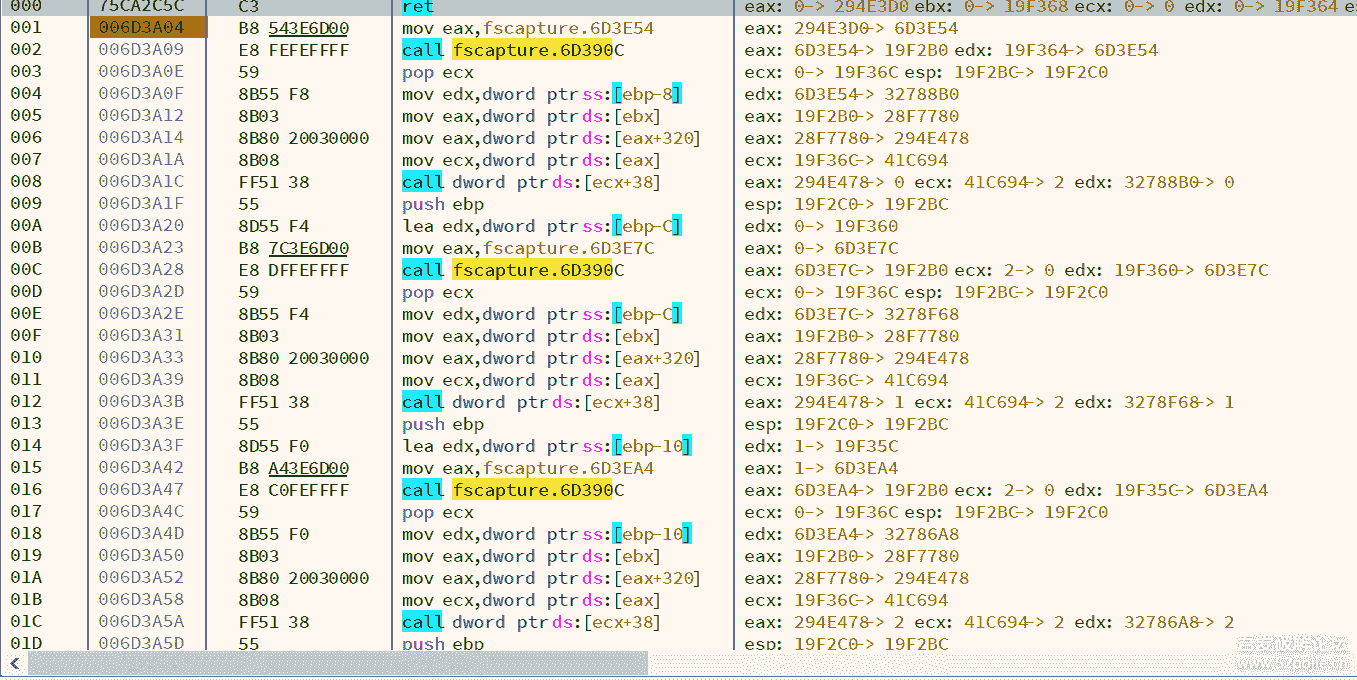 000 75CA2C5C C3 ret eax: 0-> 294E3D0 ebx: 0-> 19F368 ecx: 0-> 0 edx: 0-> 19F364
001 006D3A04 B8 543E6D00 mov eax,fscapture.6D3E54 eax: 294E3D0-> 6D3E54
002 006D3A09 E8 FEFEFFFF call fscapture.6D390C eax: 6D3E54-> 19F2B0 edx: 19F364-> 6D3E54
003 006D3A0E 59 pop ecx ecx: 0-> 19F36C esp: 19F2BC-> 19F2C0
004 006D3A0F 8B55 F8 mov edx,dword ptr ss:[ebp-8] edx: 6D3E54-> 32788B0
005 006D3A12 8B03 mov eax,dword ptr ds:[ebx] eax: 19F2B0-> 28F7780
006 006D3A14 8B80 20030000 mov eax,dword ptr ds:[eax+320] eax: 28F7780-> 294E478
007 006D3A1A 8B08 mov ecx,dword ptr ds:[eax] ecx: 19F36C-> 41C694
008 006D3A1C FF51 38 call dword ptr ds:[ecx+38] eax: 294E478-> 0 ecx: 41C694-> 2 edx: 32788B0-> 0
009 006D3A1F 55 push ebp esp: 19F2C0-> 19F2BC
00A 006D3A20 8D55 F4 lea edx,dword ptr ss:[ebp-C] edx: 0-> 19F360
00B 006D3A23 B8 7C3E6D00 mov eax,fscapture.6D3E7C eax: 0-> 6D3E7C
00C 006D3A28 E8 DFFEFFFF call fscapture.6D390C eax: 6D3E7C-> 19F2B0 ecx: 2-> 0 edx: 19F360-> 6D3E7C
00D 006D3A2D 59 pop ecx ecx: 0-> 19F36C esp: 19F2BC-> 19F2C0
00E 006D3A2E 8B55 F4 mov edx,dword ptr ss:[ebp-C] edx: 6D3E7C-> 3278F68
00F 006D3A31 8B03 mov eax,dword ptr ds:[ebx] eax: 19F2B0-> 28F7780
010 006D3A33 8B80 20030000 mov eax,dword ptr ds:[eax+320] eax: 28F7780-> 294E478
011 006D3A39 8B08 mov ecx,dword ptr ds:[eax] ecx: 19F36C-> 41C694
012 006D3A3B FF51 38 call dword ptr ds:[ecx+38] eax: 294E478-> 1 ecx: 41C694-> 2 edx: 3278F68-> 1
013 006D3A3E 55 push ebp esp: 19F2C0-> 19F2BC
014 006D3A3F 8D55 F0 lea edx,dword ptr ss:[ebp-10] edx: 1-> 19F35C
015 006D3A42 B8 A43E6D00 mov eax,fscapture.6D3EA4 eax: 1-> 6D3EA4
016 006D3A47 E8 C0FEFFFF call fscapture.6D390C eax: 6D3EA4-> 19F2B0 ecx: 2-> 0 edx: 19F35C-> 6D3EA4
017 006D3A4C 59 pop ecx ecx: 0-> 19F36C esp: 19F2BC-> 19F2C0
018 006D3A4D 8B55 F0 mov edx,dword ptr ss:[ebp-10] edx: 6D3EA4-> 32786A8
019 006D3A50 8B03 mov eax,dword ptr ds:[ebx] eax: 19F2B0-> 28F7780
01A 006D3A52 8B80 20030000 mov eax,dword ptr ds:[eax+320] eax: 28F7780-> 294E478
01B 006D3A58 8B08 mov ecx,dword ptr ds:[eax] ecx: 19F36C-> 41C694
01C 006D3A5A FF51 38 call dword ptr ds:[ecx+38] eax: 294E478-> 2 ecx: 41C694-> 2 edx: 32786A8-> 2
01D 006D3A5D 55 push ebp esp: 19F2C0-> 19F2BC
吾爱破解论坛
www.52pojie.cn